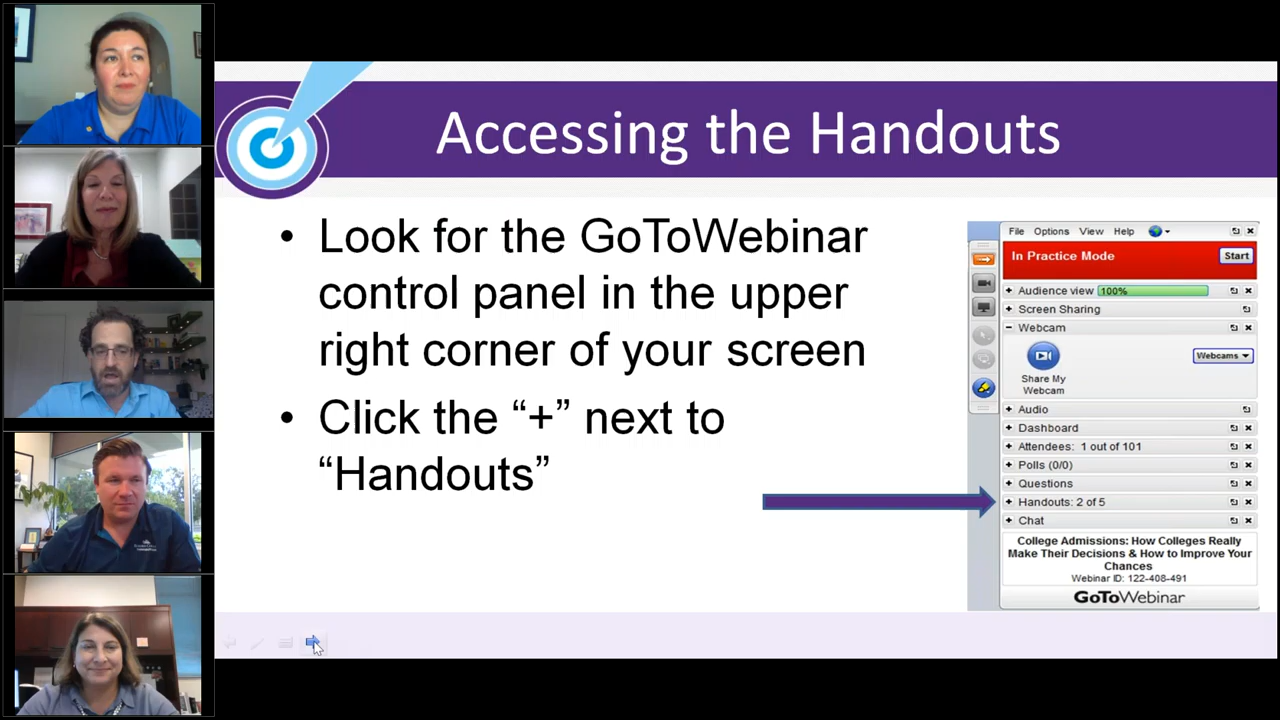 Accessing the Handouts
• Look for the GoToWebinar
control panel in the upper
right corner of your screen
• Click the “+” next to
“Handouts”
File Options View Help
In Practice Mode
Start
Audience view 100%
Screen Sharing
Webcam
Webcams
Share My
Webcam
Audio
Dashboard
Attendees: 1 out of 101
Polls (0/0)
Questions
Handouts: 2 of 5
Chat
College Admissions: How Colleges Really
Make Their Decisions & How to Improve Your
Chances
Webinar ID: 122-408-491
GoToWebinar